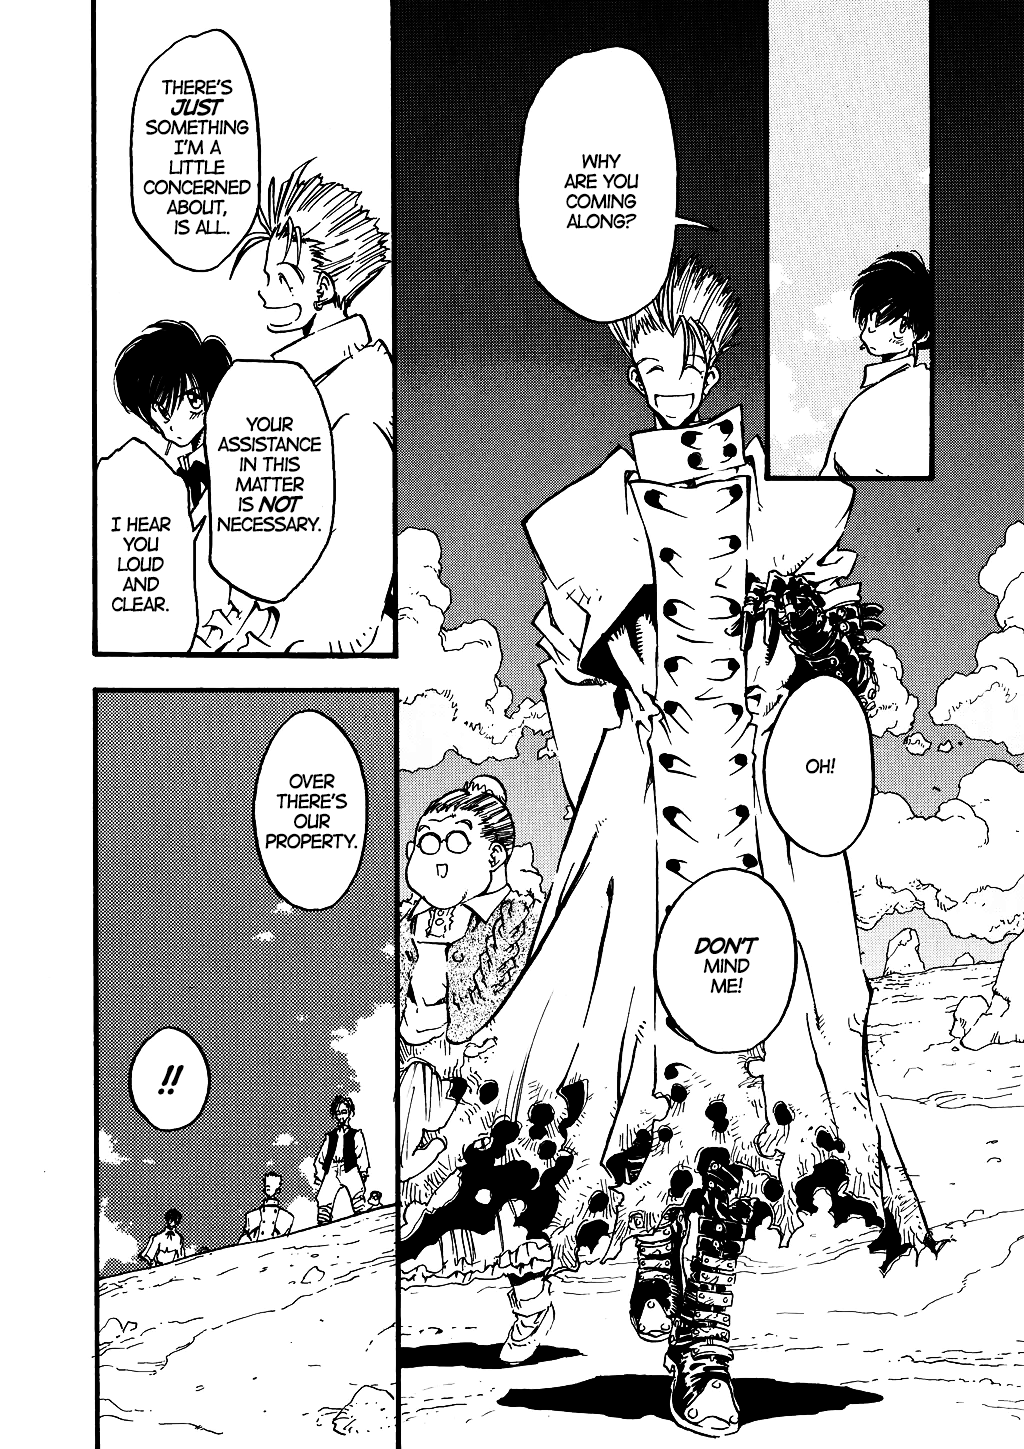 WHY
ARE YOU
COMING
ALONG?
OH!
DON'T
MIND
ME!
THERE'S
JUST
SOMETHING
I'M A
LITTLE
CONCERNED
ABOUT,
IS ALL.
YOUR
ASSISTANCE
IN THIS
MATTER
IS NOT
NECESSARY.
I HEAR
YOU
LOUD
AND
CLEAR.
OVER
THERE'S
OUR
PROPERTY.
!!